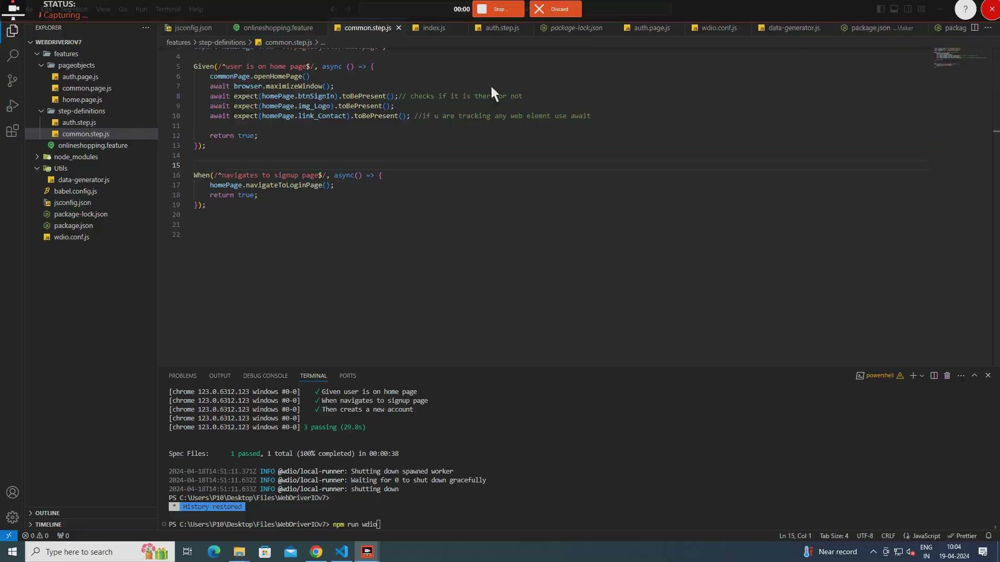 STATUS:
Capturing ...
Edit Selection View Go Run Terminal Help
00:00 Stop .. Discard
?
EXPLORER
jsconfig.json onlineshopping.feature common.step.js index.js auth.step.js package-lock.json auth.page.js wdio.conf.js data-generator.js package.json ...\faker packag
features > step-definitions > common.step.js > ...
WEBDRIVERIOV7
features
pageobjects
auth.page.js
common.page.js
home.page.js
step-definitions
auth.step.js
common.step.js
onlineshopping.feature
node_modules
Utils
data-generator.js
babel.config.js
jsconfig.json
package-lock.json
package.json
wdio.conf.js
OUTLINE
TIMELINE
4
5 Given(/^user is on home page$/, async () => {
6 commonPage.openHomePage()
7 await browser.maximizeWindow();
8 await expect(homePage.btnSignIn).toBePresent();// checks if it is there or not
9 await expect(homePage.img_Logo).toBePresent();
10 await expect(homePage.link_Contact).toBePresent(); //if u are tracking any web elemnt use await
11
12 return true;
13 });
14
15
16 When(/^navigates to signup page$/, async() => {
17 homePage.navigateToLoginPage();
18 return true;
19 });
20
21
22
PROBLEMS OUTPUT DEBUG CONSOLE TERMINAL PORTS
powershell
[chrome 123.0.6312.123 windows #0-0] ✓ Given user is on home page
[chrome 123.0.6312.123 windows #0-0] ✓ When navigates to signup page
[chrome 123.0.6312.123 windows #0-0] ✓ Then creats a new account
[chrome 123.0.6312.123 windows #0-0]
[chrome 123.0.6312.123 windows #0-0] 3 passing (29.8s)
Spec Files: 1 passed, 1 total (100% completed) in 00:00:38
2024-04-18T14:51:11.371Z INFO @wdio/local-runner: Shutting down spawned worker
2024-04-18T14:51:11.632Z INFO @wdio/local-runner: Waiting for 0 to shut down gracefully
2024-04-18T14:51:11.633Z INFO @wdio/local-runner: shutting down
PS C:\Users\P10\Desktop\Files\WebDriverIOv7>
* History restored
PS C:\Users\P10\Desktop\Files\WebDriverIOv7> npm run wdio
0 0 0
Ln 15, Col 1 Tab Size: 4 UTF-8 CRLF JavaScript Prettier
Type here to search
Near record
ENG
IN
10:04
19-04-2024